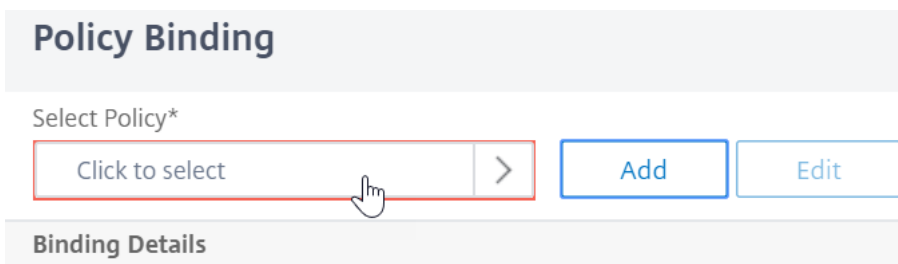 Policy Binding
Select Policy*
Click to select > Add Edit
Binding Details